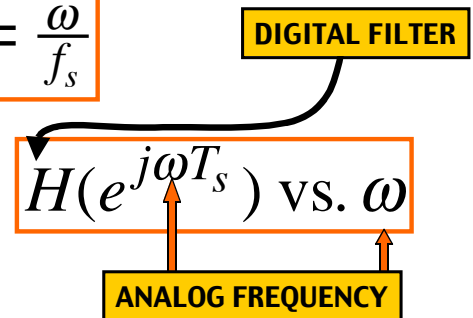 = ω/f_s
DIGITAL FILTER
H(e^{jωT_s}) vs. ω
ANALOG FREQUENCY